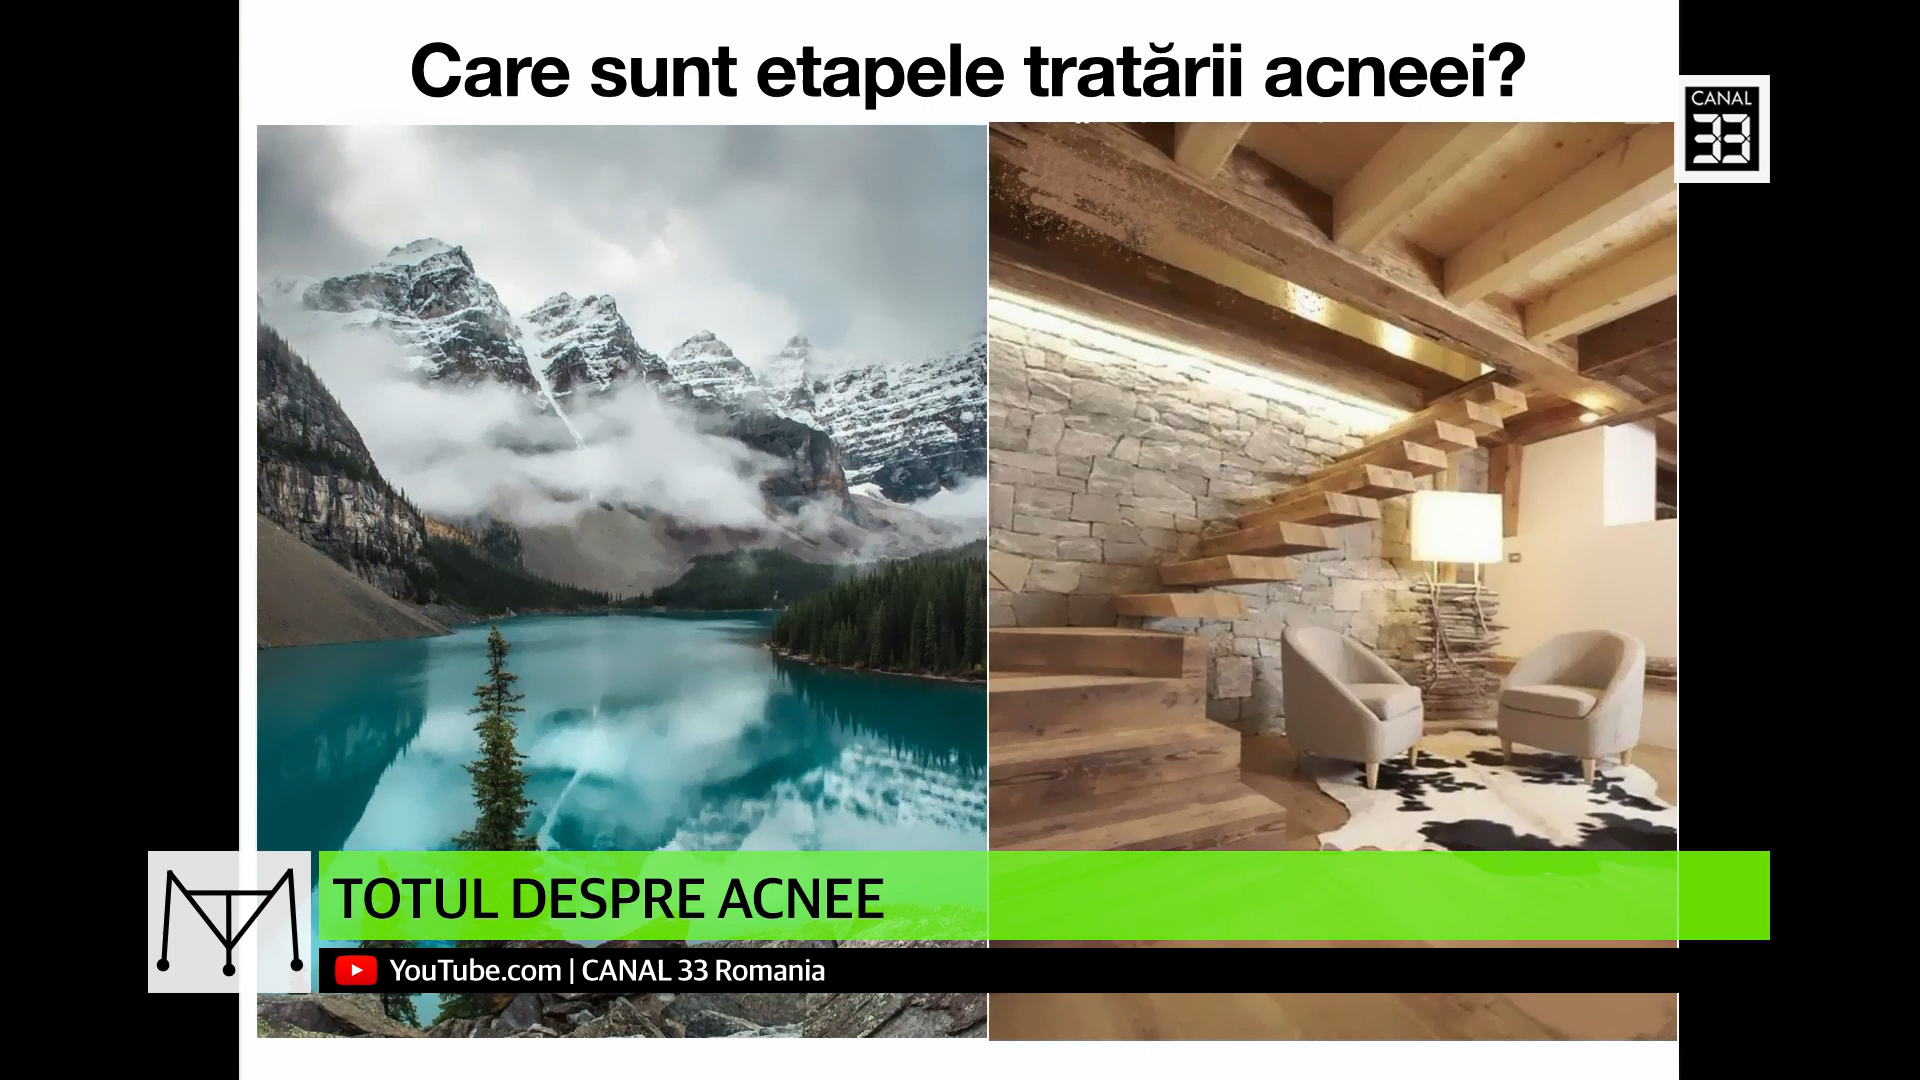 Care sunt etapele tratării acneei?
CANAL
33
TOTUL DESPRE ACNEE
YouTube.com | CANAL 33 Romania